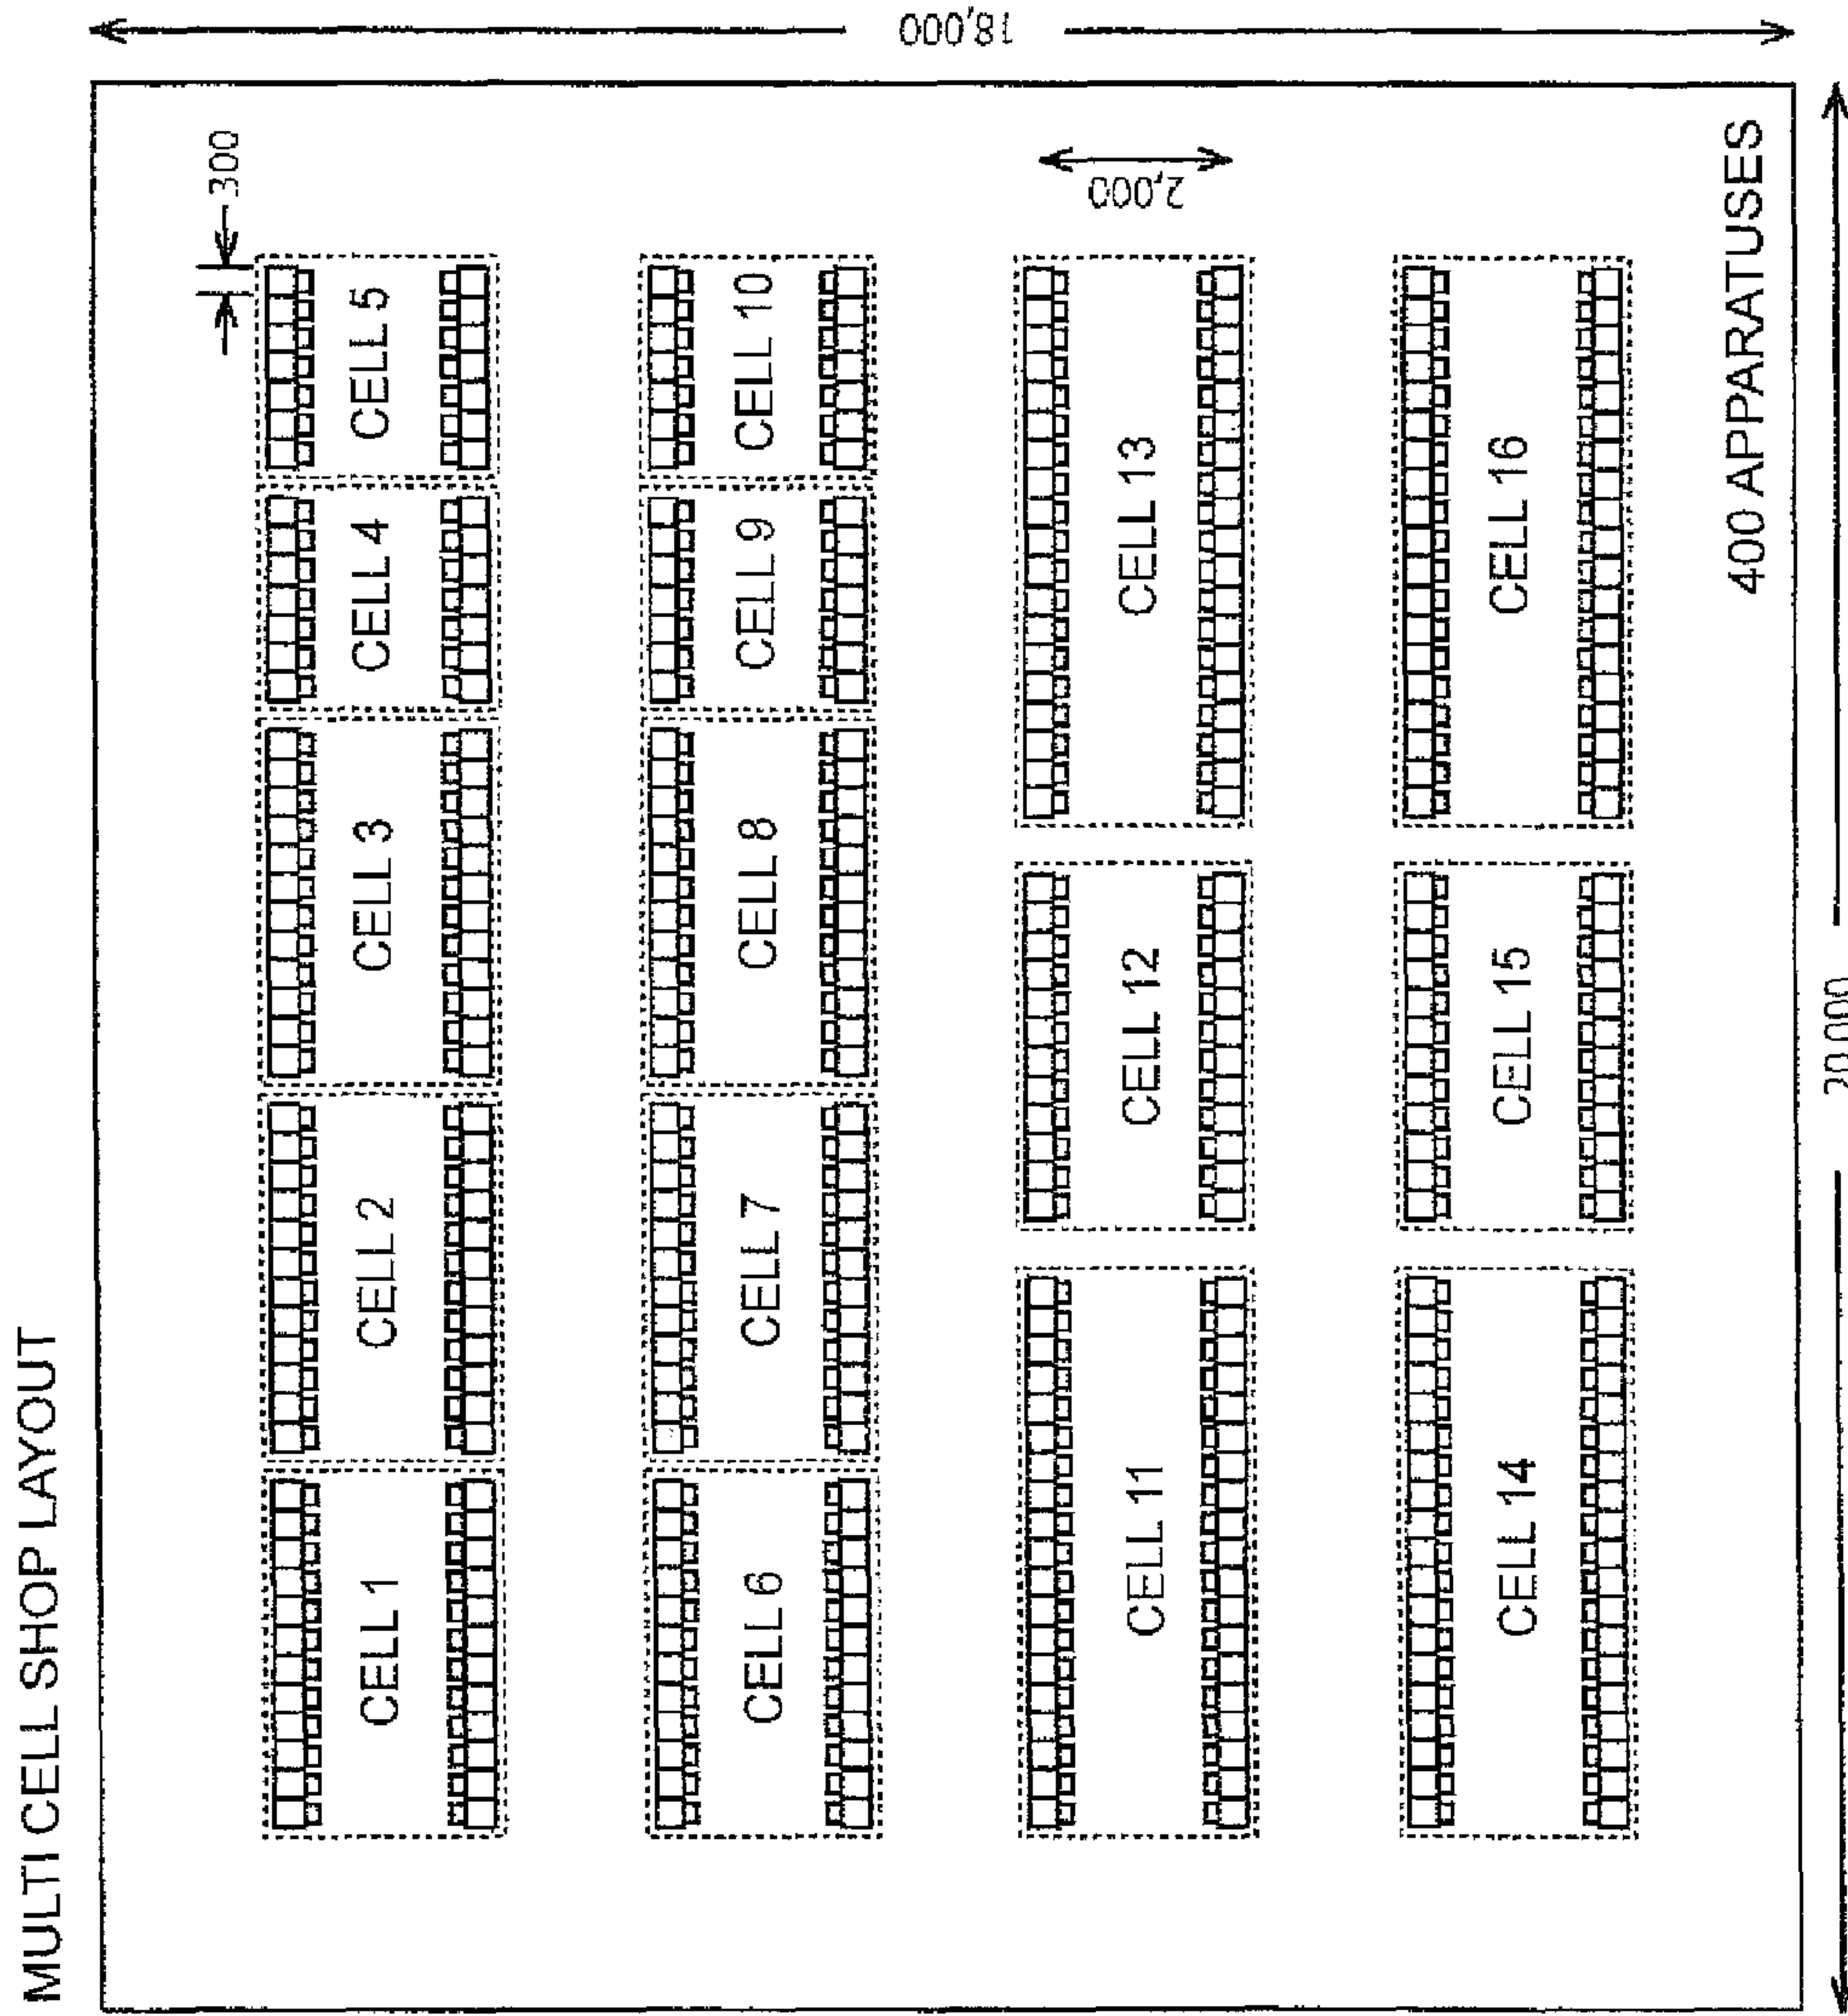 MULTI CELL SHOP LAYOUT
18,000
300
CELL 1
CELL 2
CELL 3
CELL 4
CELL 5
CELL 6
CELL 7
CELL 8
CELL 9
CELL 10
2,000
CELL 11
CELL 12
CELL 13
CELL 14
CELL 15
CELL 16
400 APPARATUSES
20,000